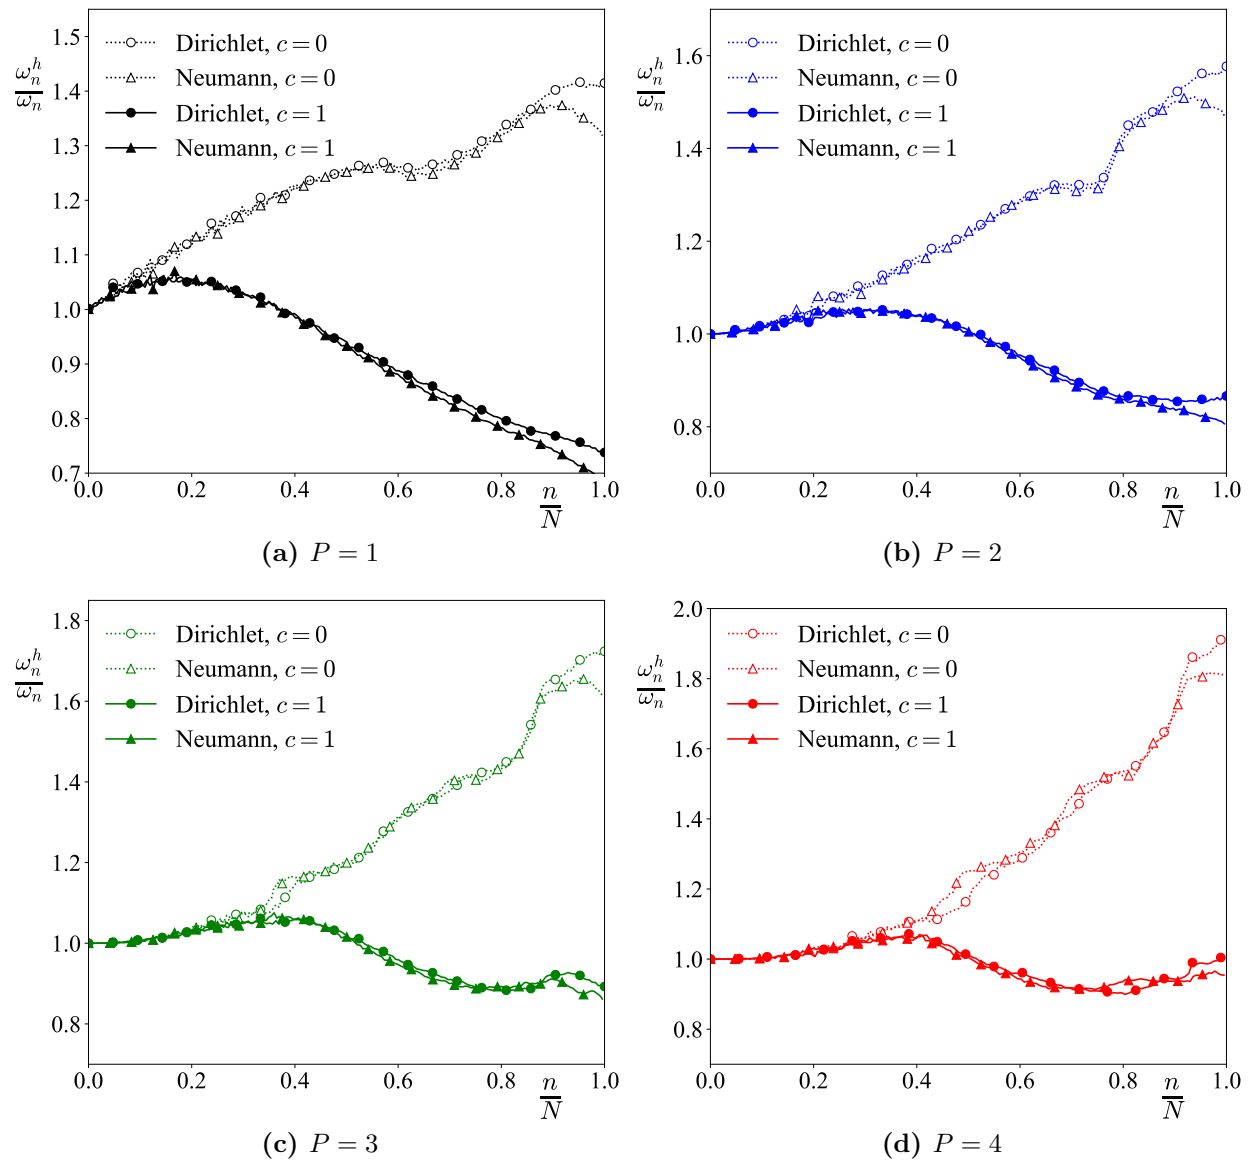 1.5
1.4
1.3
1.2
1.1
1.0
0.9
0.8
0.7
ω_n^h / ω_n
Dirichlet, c = 0
Neumann, c = 0
Dirichlet, c = 1
Neumann, c = 1
0.0 0.2 0.4 0.6 0.8 1.0
n/N
(a) P = 1
1.6
1.4
1.2
1.0
0.8
ω_n^h / ω_n
Dirichlet, c = 0
Neumann, c = 0
Dirichlet, c = 1
Neumann, c = 1
0.0 0.2 0.4 0.6 0.8 1.0
n/N
(b) P = 2
1.8
1.6
1.4
1.2
1.0
0.8
ω_n^h / ω_n
Dirichlet, c = 0
Neumann, c = 0
Dirichlet, c = 1
Neumann, c = 1
0.0 0.2 0.4 0.6 0.8 1.0
n/N
(c) P = 3
2.0
1.8
1.6
1.4
1.2
1.0
0.8
ω_n^h / ω_n
Dirichlet, c = 0
Neumann, c = 0
Dirichlet, c = 1
Neumann, c = 1
0.0 0.2 0.4 0.6 0.8 1.0
n/N
(d) P = 4